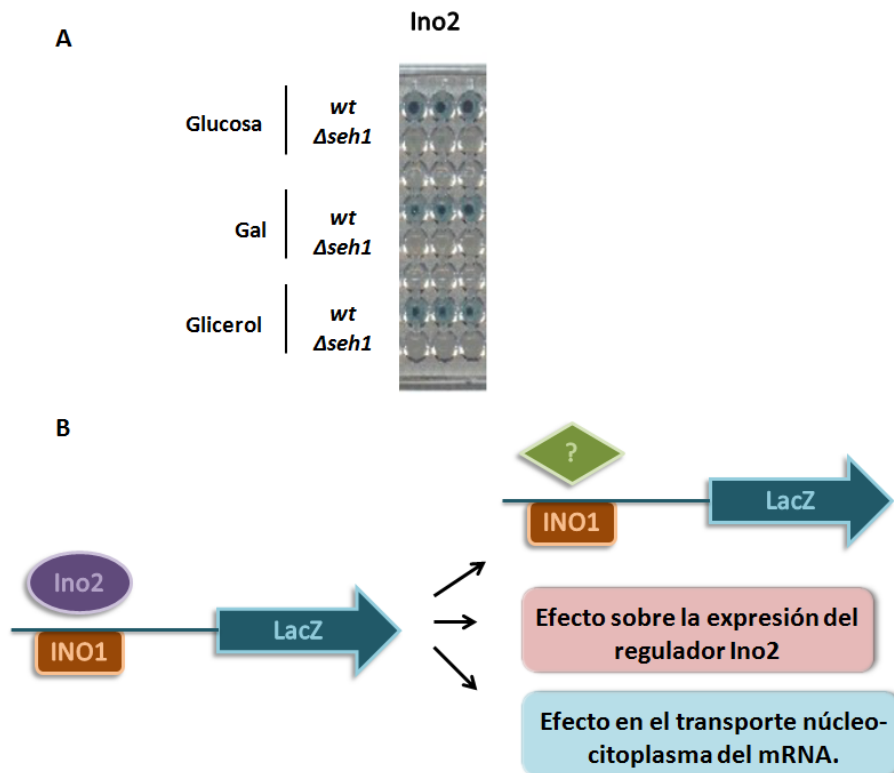 A
Ino2
Glucosa
wt
Δseh1
Gal
wt
Δseh1
Glicerol
wt
Δseh1
B
?
INO1
LacZ
Ino2
INO1
LacZ
Efecto sobre la expresión del
regulador Ino2
Efecto en el transporte núcleo-
citoplasma del mRNA.